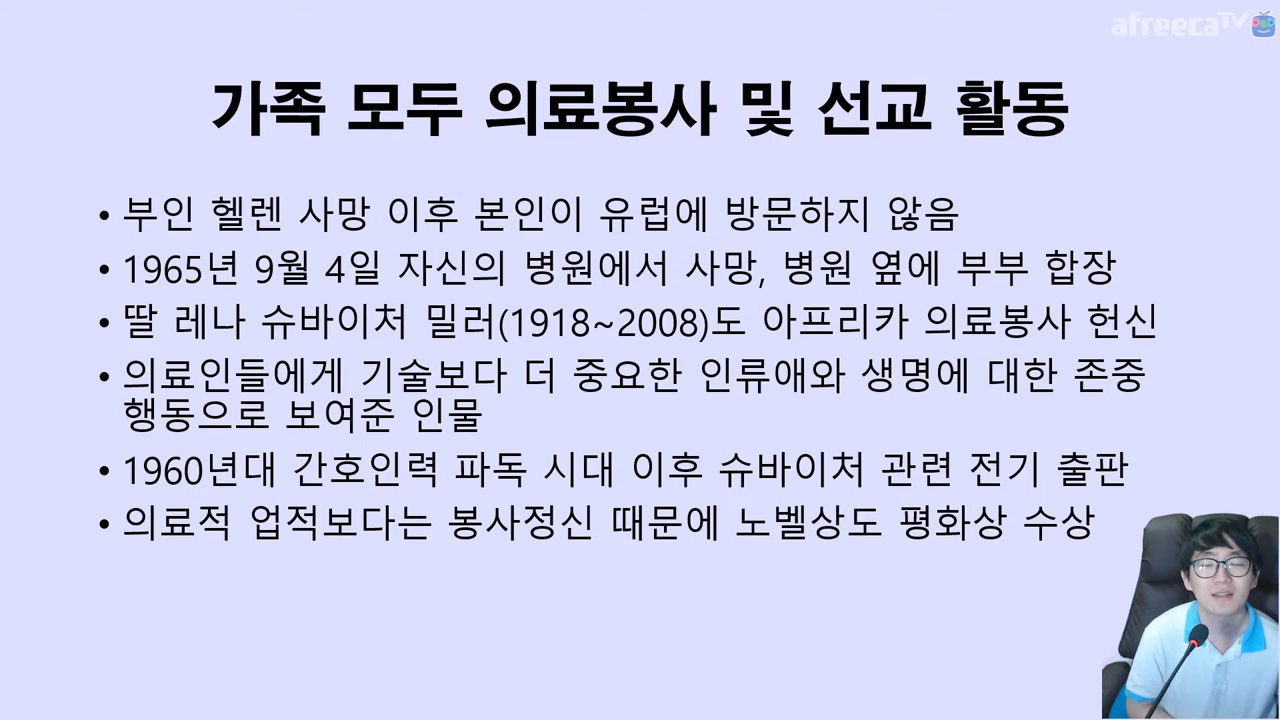 afreecaTV
가족 모두 의료봉사 및 선교 활동
• 부인 헬렌 사망 이후 본인이 유럽에 방문하지 않음
• 1965년 9월 4일 자신의 병원에서 사망, 병원 옆에 부부 합장
• 딸 레나 슈바이처 밀러(1918~2008)도 아프리카 의료봉사 헌신
• 의료인들에게 기술보다 더 중요한 인류애와 생명에 대한 존중
행동으로 보여준 인물
• 1960년대 간호인력 파독 시대 이후 슈바이처 관련 전기 출판
• 의료적 업적보다는 봉사정신 때문에 노벨상도 평화상 수상